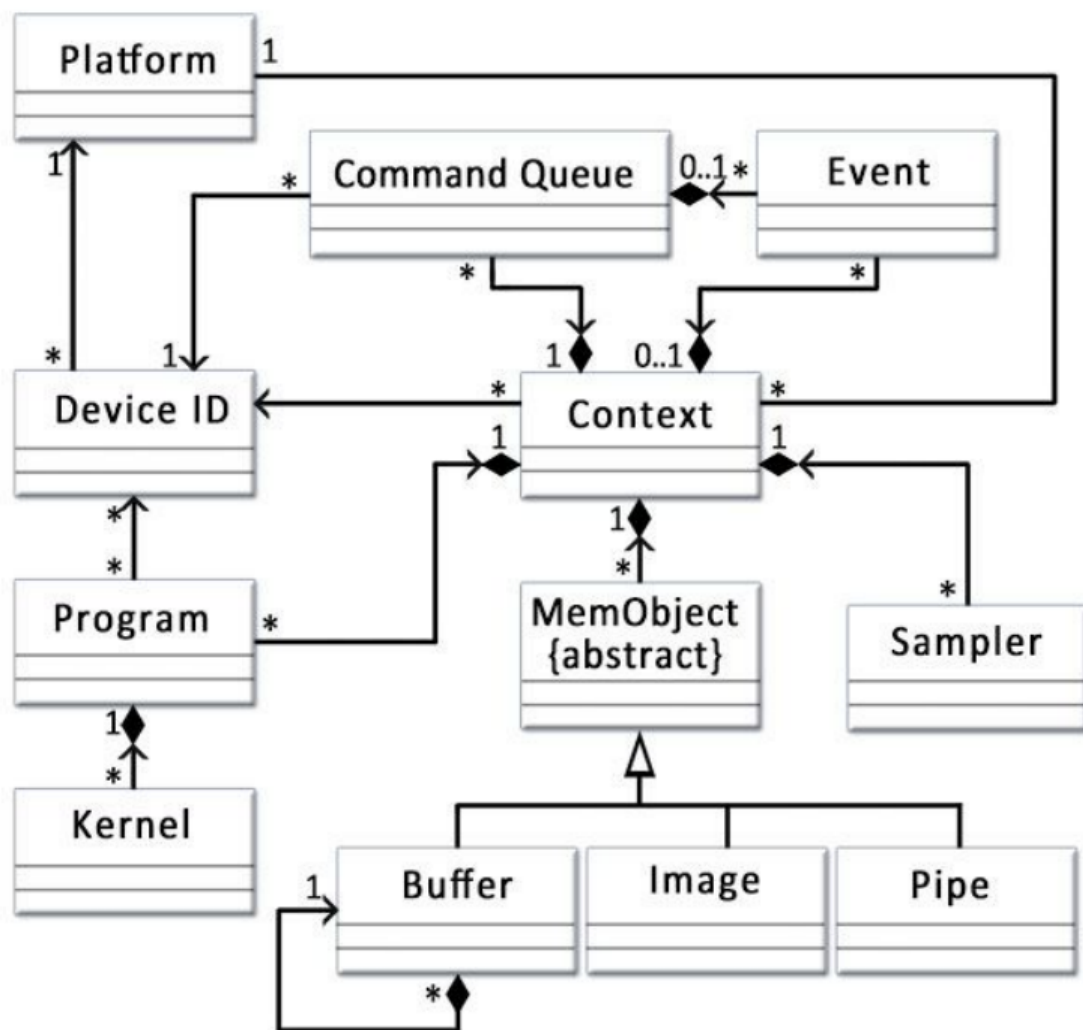 Platform
1
1
Command Queue
0..1
*
Event
*
*
*
*
1
1
0..1
Device ID
*
Context
*
1
1
*
*
1
*
Program
*
MemObject
{abstract}
*
Sampler
1
*
Kernel
Buffer
Image
Pipe
1
*